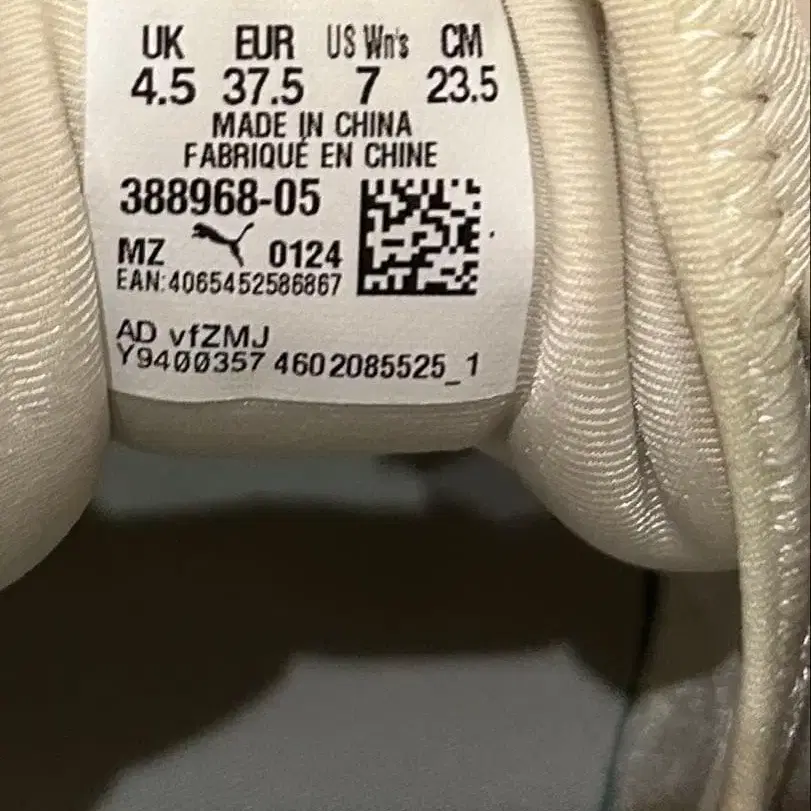 UK EUR US Wn's CM
4.5 37.5 7 23.5
MADE IN CHINA
FABRIQUÉ EN CHINE
388968-05
MZ 0124
EAN:4065452586867
AD vfZMJ
Y9400357 4602085525_1